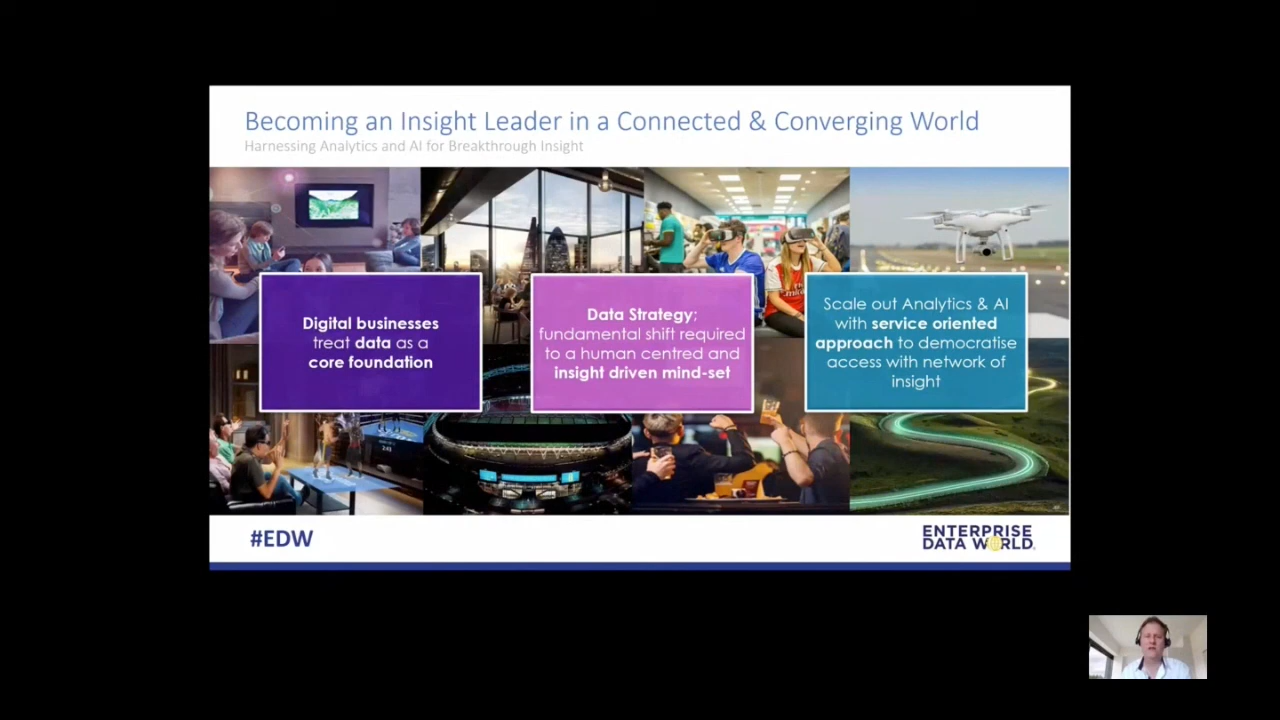 Becoming an Insight Leader in a Connected & Converging World
Harnessing Analytics and AI for Breakthrough Insight
Digital businesses
treat data as a
core foundation
Data Strategy;
fundamental shift required
to a human centred and
insight driven mind-set
Scale out Analytics & AI
with service oriented
approach to democratise
access with network of
insight
#EDW
ENTERPRISE
DATA WORLD